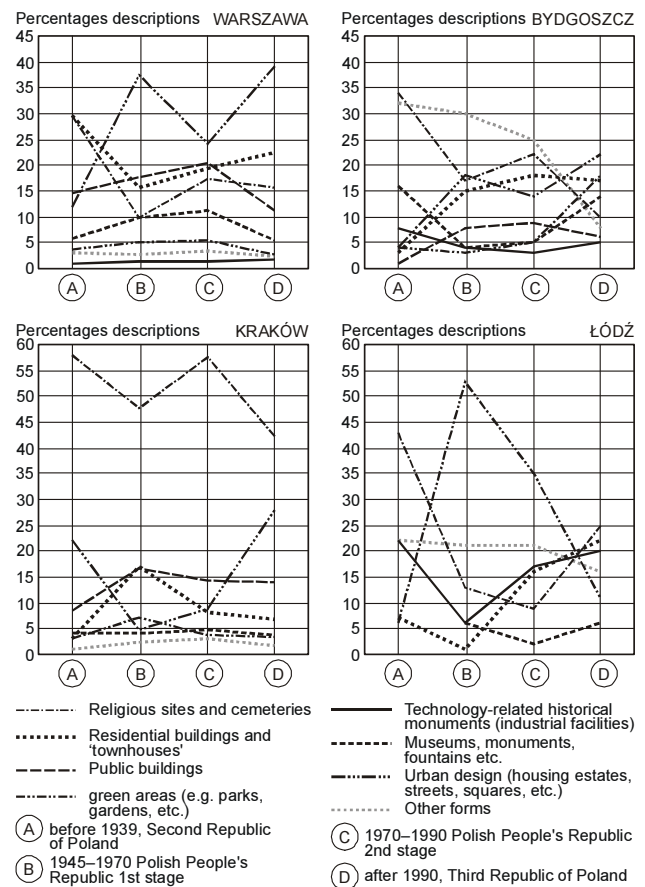 Percentages descriptions WARSZAWA
45
40
35
30
25
20
15
10
5
0
A B C D
Percentages descriptions BYDGOSZCZ
45
40
35
30
25
20
15
10
5
0
A B C D
Percentages descriptions KRAKÓW
60
55
50
45
40
35
30
25
20
15
10
5
0
A B C D
Percentages descriptions ŁÓDŹ
60
55
50
45
40
35
30
25
20
15
10
5
0
A B C D
Religious sites and cemeteries
Residential buildings and
‘townhouses'
Public buildings
green areas (e.g. parks,
gardens, etc.)
A before 1939, Second Republic
of Poland
B 1945–1970 Polish People's
Republic 1st stage
Technology-related historical
monuments (industrial facilities)
Museums, monuments,
fountains etc.
Urban design (housing estates,
streets, squares, etc.)
Other forms
C 1970–1990 Polish People's Republic
2nd stage
D after 1990, Third Republic of Poland